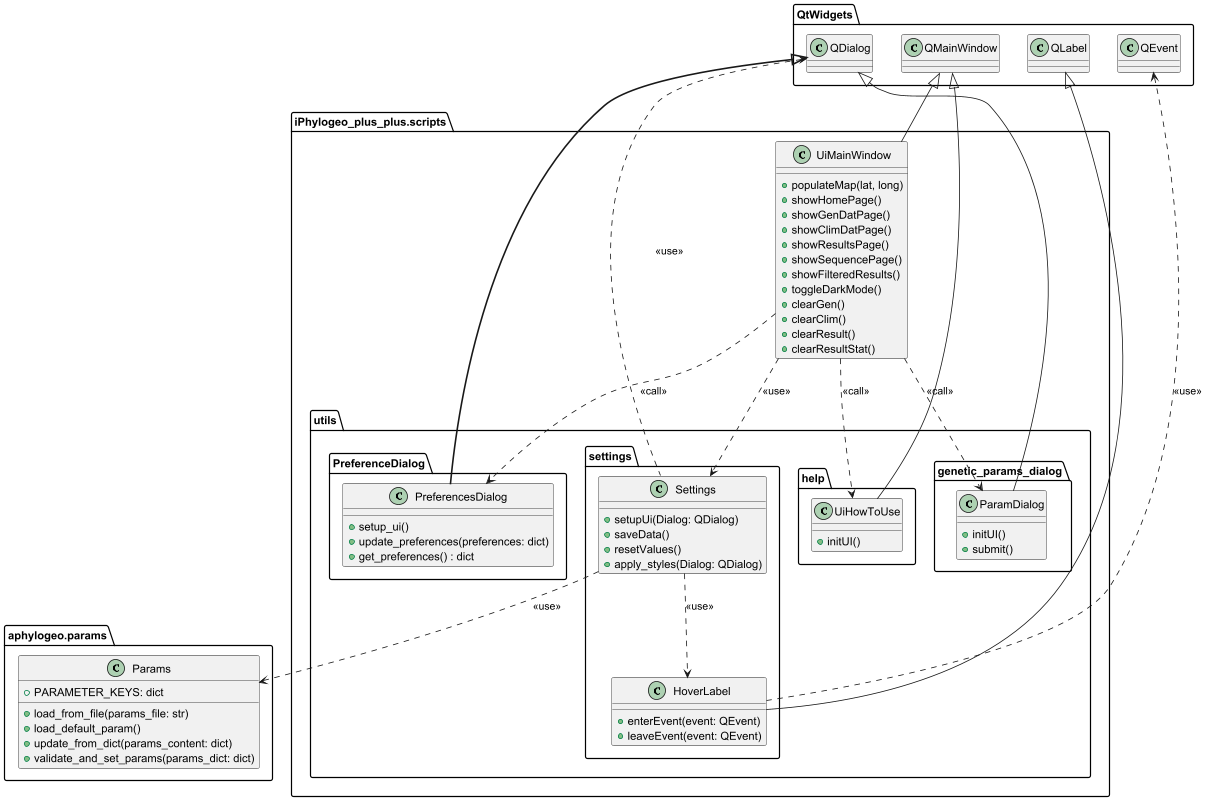 QtWidgets
C QDialog
C QMainWindow
C QLabel
C QEvent
iPhylogeo_plus_plus.scripts
C UiMainWindow
populateMap(lat, long)
showHomePage()
showGenDatPage()
showClimDatPage()
showResultsPage()
showSequencePage()
showFilteredResults()
toggleDarkMode()
clearGen()
clearClim()
clearResult()
clearResultStat()
«use»
«call»
«use»
«call»
«call»
«use»
utils
PreferenceDialog
C PreferencesDialog
setup_ui()
update_preferences(preferences: dict)
get_preferences() : dict
settings
C Settings
setupUi(Dialog: QDialog)
saveData()
resetValues()
apply_styles(Dialog: QDialog)
help
C UiHowToUse
initUI()
genetic_params_dialog
C ParamDialog
initUI()
submit()
«use»
«use»
aphylogeo.params
C Params
PARAMETER_KEYS: dict
load_from_file(params_file: str)
load_default_param()
update_from_dict(params_content: dict)
validate_and_set_params(params_dict: dict)
C HoverLabel
enterEvent(event: QEvent)
leaveEvent(event: QEvent)